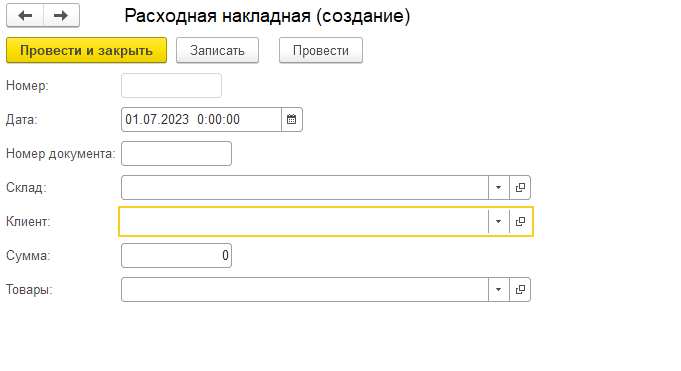 Расходная накладная (создание)
Провести и закрыть Записать Провести
Номер:
Дата: 01.07.2023 0:00:00
Номер документа:
Склад:
Клиент:
Сумма: 0
Товары: